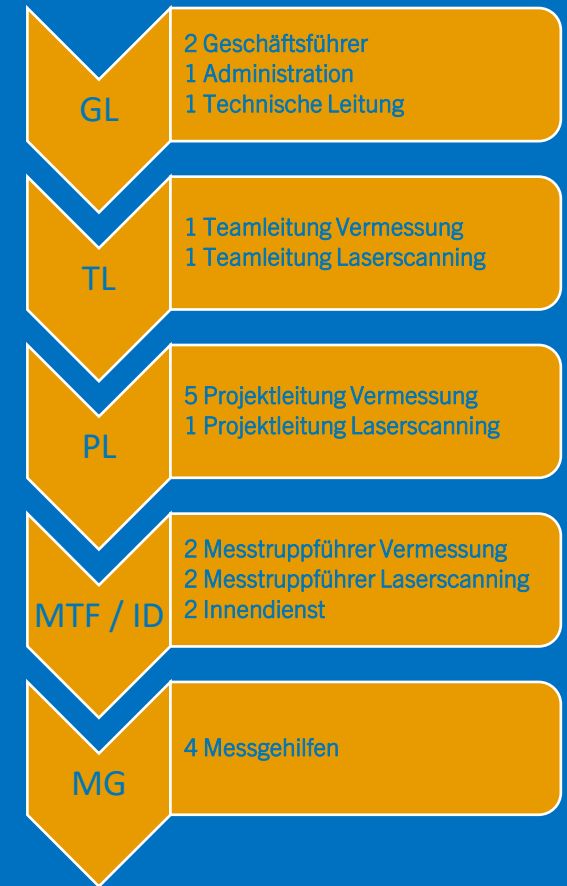 GL
2 Geschäftsführer
1 Administration
1 Technische Leitung
TL
1 Teamleitung Vermessung
1 Teamleitung Laserscanning
PL
5 Projektleitung Vermessung
1 Projektleitung Laserscanning
MTF / ID
2 Messtruppführer Vermessung
2 Messtruppführer Laserscanning
2 Innendienst
MG
4 Messgehilfen